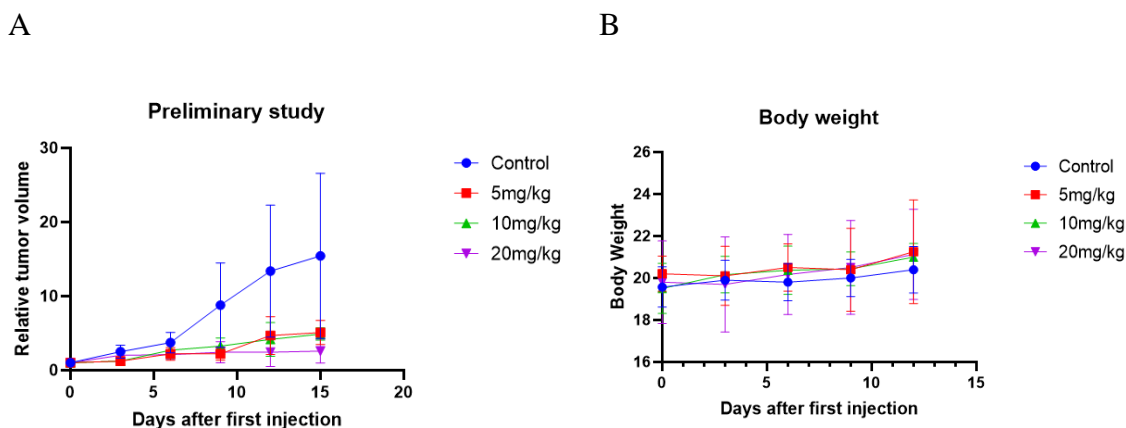 A
B
Preliminary study
Relative tumor volume
30
20
10
0
0
5
10
15
20
Days after first injection
Control
5mg/kg
10mg/kg
20mg/kg
Body weight
Body Weight
26
24
22
20
18
16
0
5
10
15
Days after first injection
Control
5mg/kg
10mg/kg
20mg/kg